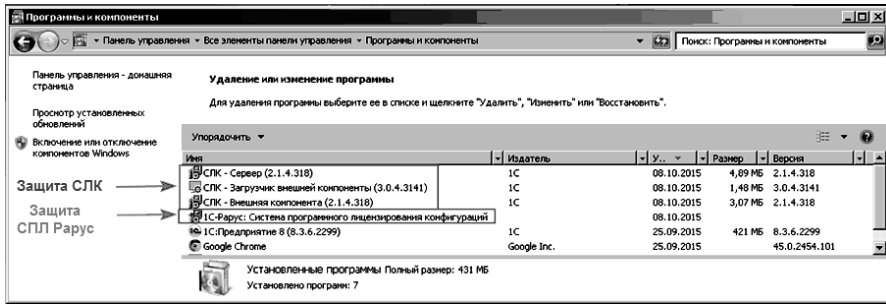 Программы и компоненты
Панель управления Все элементы панели управления Программы и компоненты Поиск: Программы и компоненты
Панель управления - домашняя страница
Просмотр установленных обновлений
Включение или отключение компонентов Windows
Удаление или изменение программы
Для удаления программы выберите ее в списке и щелкните "Удалить", "Изменить" или "Восстановить".
Упорядочить
Имя Издатель У... Размер Версия
СЛК - Сервер (2.1.4.318) 1С 08.10.2015 4,89 МБ 2.1.4.318
СЛК - Загрузчик внешней компоненты (3.0.4.3141) 1С 08.10.2015 1,48 МБ 3.0.4.3141
СЛК - Внешняя компонента (2.1.4.318) 1С 08.10.2015 3,07 МБ 2.1.4.318
1С-Рарус: Система программного лицензирования конфигураций 08.10.2015
1С:Предприятие 8 (8.3.6.2299) 1С 25.09.2015 421 МБ 8.3.6.2299
Google Chrome Google Inc. 25.09.2015 45.0.2454.101
Защита СЛК
Защита
СПЛ Рарус
Установленные программы Полный размер: 431 МБ
Установлено программ: 7